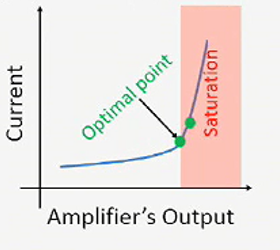 Current
Optimal point
Saturation
Amplifier's Output